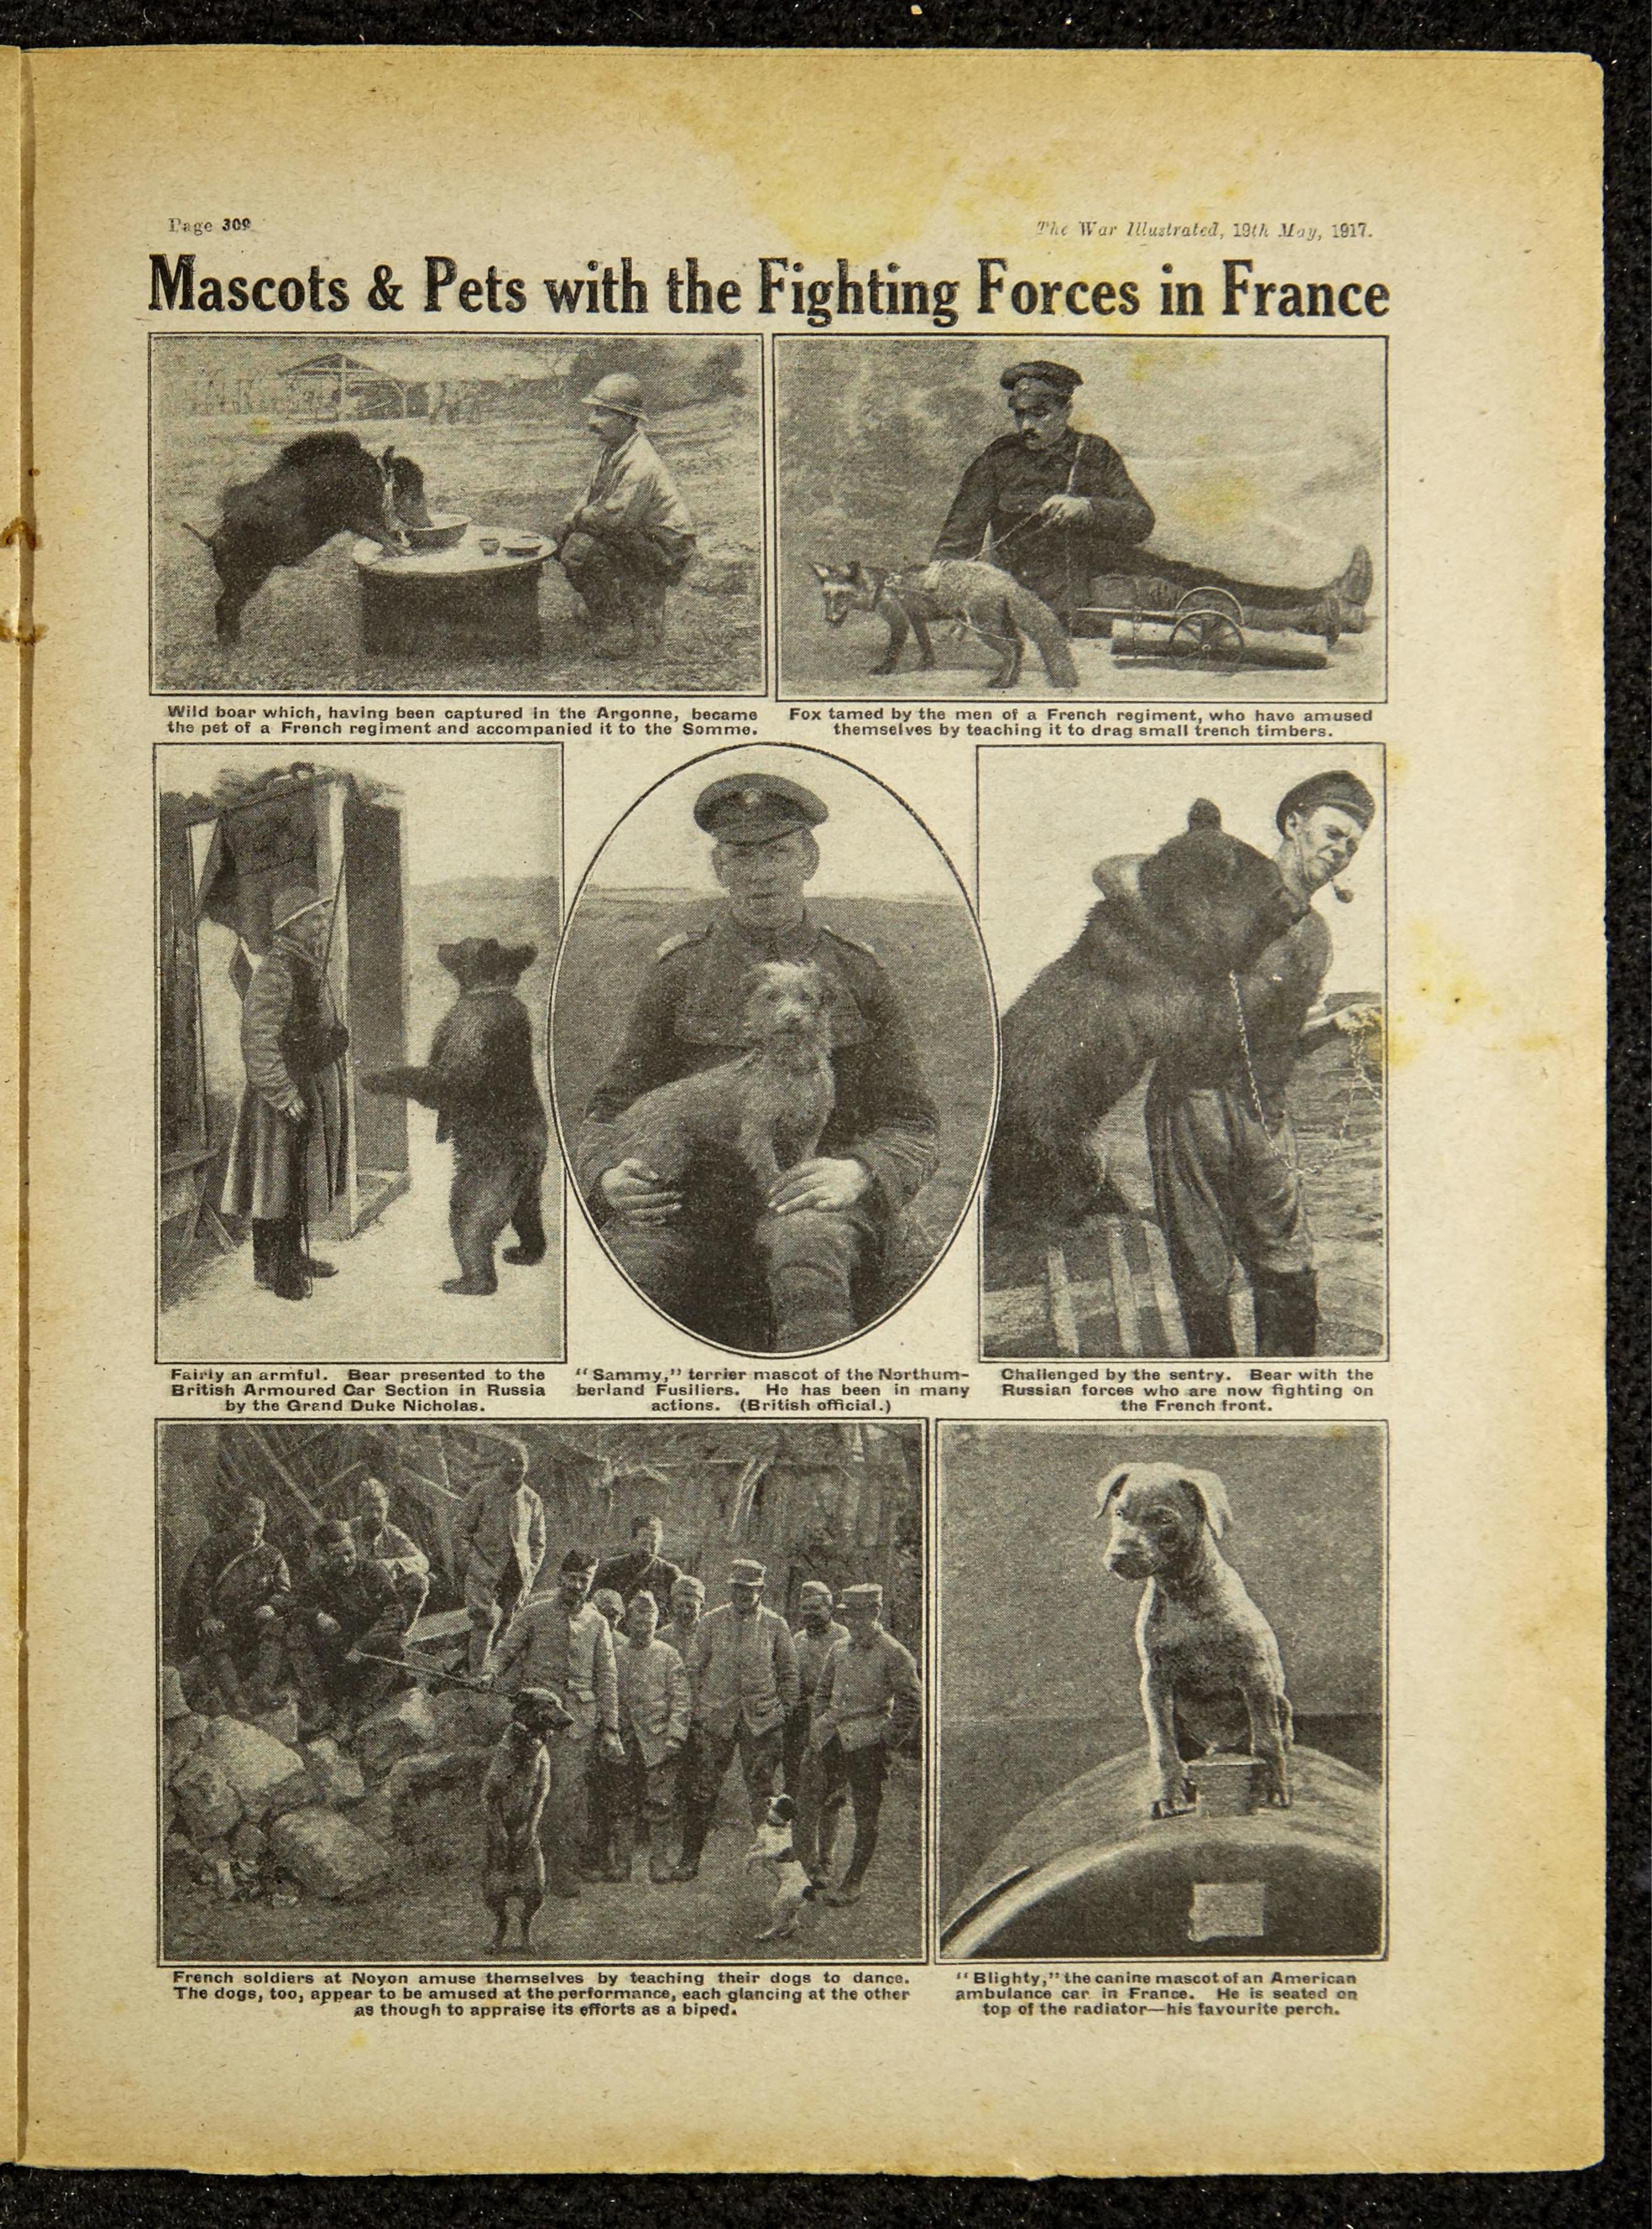 Page 309
The War Illustrated, 19th May, 1917.
Mascots & Pets with the Fighting Forces in France
Wild boar which, having been captured in the Argonne, became
the pet of a French regiment and accompanied it to the Somme.
Fox tamed by the men of a French regiment, who have amused
themselves by teaching it to drag small trench timbers.
Fairly an armful. Bear presented to the
British Armoured Car Section in Russia
by the Grand Duke Nicholas.
"Sammy," terrier mascot of the Northum-
berland Fusiliers. He has been in many
actions. (British official.)
Challenged by the sentry. Bear with the
Russian forces who are now fighting on
the French front.
French soldiers at Noyon amuse themselves by teaching their dogs to dance.
The dogs, too, appear to be amused at the performance, each glancing at the other
as though to appraise its efforts as a biped.
"Blighty," the canine mascot of an American
ambulance car in France. He is seated on
top of the radiator—his favourite perch.